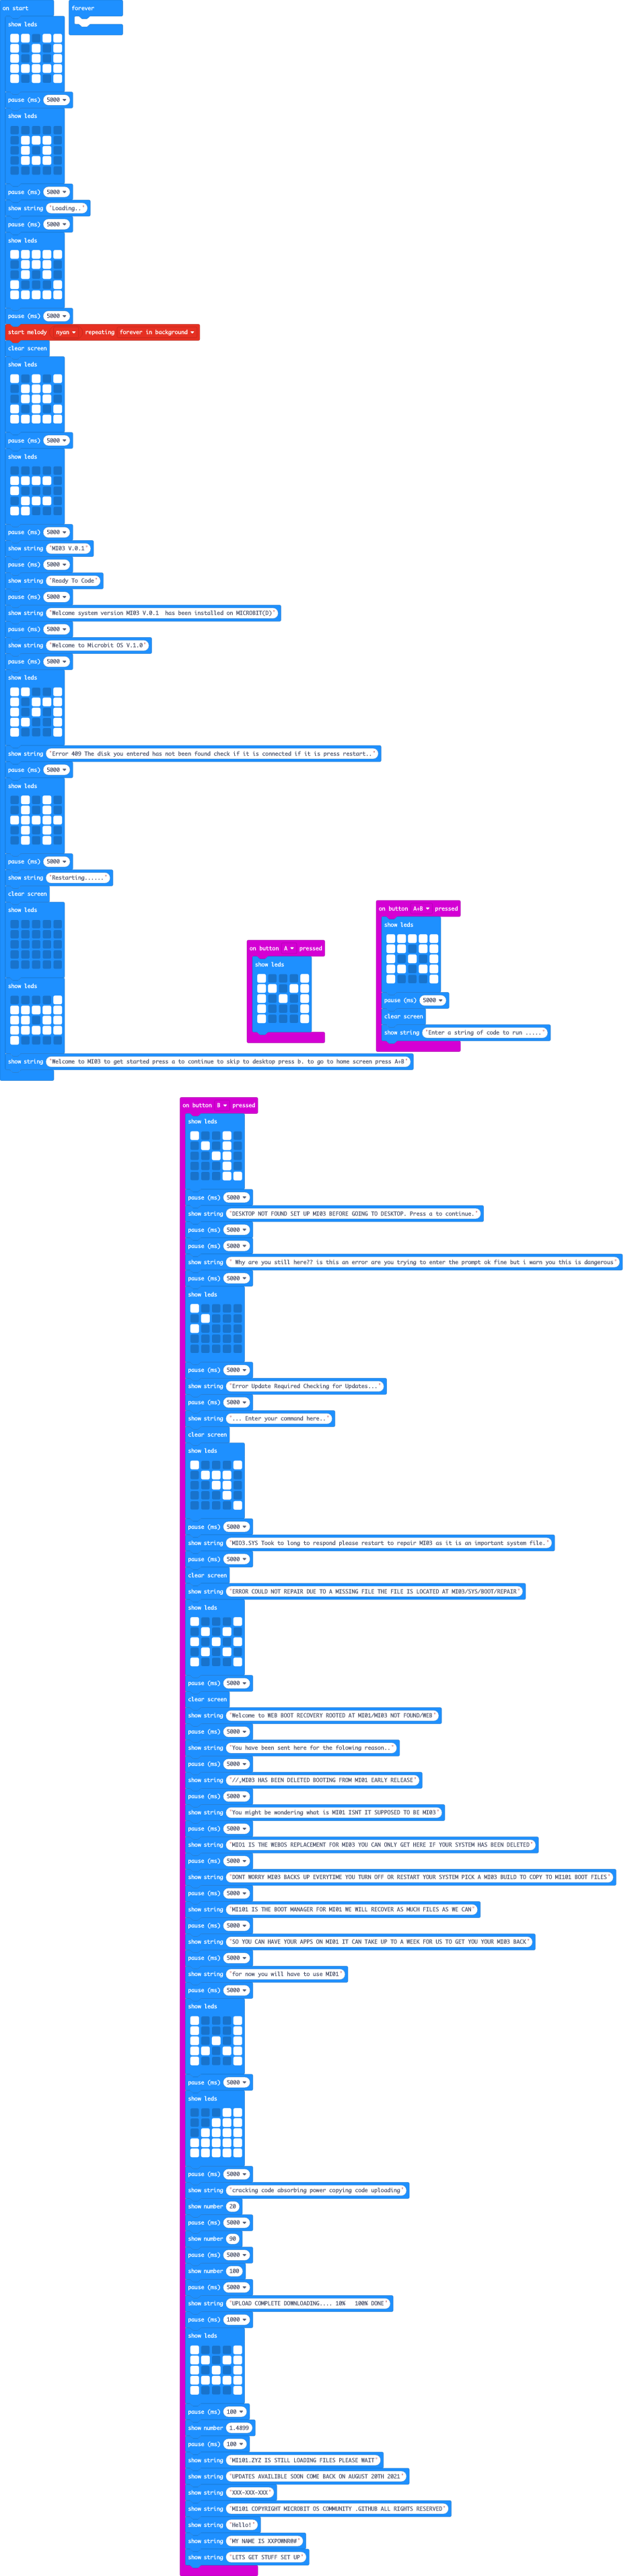 on start
forever
show leds
pause (ms) 5000
show leds
pause (ms) 5000
show string "Loading.."
pause (ms) 5000
show leds
pause (ms) 5000
start melody nyan repeating forever in background
clear screen
show leds
pause (ms) 5000
show leds
pause (ms) 5000
show string "MI03 V.0.1"
pause (ms) 5000
show string "Ready To Code"
pause (ms) 5000
show string "Welcome system version MI03 V.0.1  has been installed on MICROBIT(D)"
pause (ms) 5000
show string "Welcome to Microbit OS V.1.0"
pause (ms) 5000
show leds
show string "Error 409 The disk you entered has not been found check if it is connected if it is press restart.."
pause (ms) 5000
show leds
pause (ms) 5000
show string "Restarting......"
clear screen
show leds
show leds
show string "Welcome to MI03 to get started press a to continue to skip to desktop press b. to go to home screen press A+B"
on button A pressed
show leds
on button A+B pressed
show leds
pause (ms) 5000
clear screen
show string "Enter a string of code to run ....."
on button B pressed
show leds
pause (ms) 5000
show string "DESKTOP NOT FOUND SET UP MI03 BEFORE GOING TO DESKTOP. Press a to continue."
pause (ms) 5000
pause (ms) 5000
show string " Why are you still here?? is this an error are you trying to enter the prompt ok fine but i warn you this is dangerous"
pause (ms) 5000
show leds
pause (ms) 5000
show string "Error Update Required Checking for Updates..."
pause (ms) 5000
show string "... Enter your command here.."
clear screen
show leds
pause (ms) 5000
show string "MIO3.SYS Took to long to respond please restart to repair MI03 as it is an important system file."
pause (ms) 5000
clear screen
show string "ERROR COULD NOT REPAIR DUE TO A MISSING FILE THE FILE IS LOCATED AT MI03/SYS/BOOT/REPAIR"
show leds
pause (ms) 5000
clear screen
show string "Welcome to WEB BOOT RECOVERY ROOTED AT MI01/MI03 NOT FOUND/WEB"
pause (ms) 5000
show string "You have been sent here for the folowing reason.."
pause (ms) 5000
show string "//,MI03 HAS BEEN DELETED BOOTING FROM MI01 EARLY RELEASE"
pause (ms) 5000
show string "You might be wondering what is MI01 ISNT IT SUPPOSED TO BE MI03"
pause (ms) 5000
show string "MIO1 IS THE WEBOS REPLACEMENT FOR MI03 YOU CAN ONLY GET HERE IF YOUR SYSTEM HAS BEEN DELETED"
pause (ms) 5000
show string "DONT WORRY MI03 BACKS UP EVERYTIME YOU TURN OFF OR RESTART YOUR SYSTEM PICK A MI03 BUILD TO COPY TO MI101 BOOT FILES"
pause (ms) 5000
show string "MI101 IS THE BOOT MANAGER FOR MI01 WE WILL RECOVER AS MUCH FILES AS WE CAN"
pause (ms) 5000
show string "SO YOU CAN HAVE YOUR APPS ON MI01 IT CAN TAKE UP TO A WEEK FOR US TO GET YOU YOUR MI03 BACK"
pause (ms) 5000
show string "for now you will have to use MI01"
pause (ms) 5000
show leds
pause (ms) 5000
show leds
pause (ms) 5000
show string "cracking code absorbing power copying code uploading"
show number 20
pause (ms) 5000
show number 90
pause (ms) 5000
show number 100
pause (ms) 5000
show string "UPLOAD COMPLETE DOWNLOADING.... 10%   100% DONE"
pause (ms) 1000
show leds
pause (ms) 100
show number 1.4899
pause (ms) 100
show string "MI101.ZYZ IS STILL LOADING FILES PLEASE WAIT"
show string "UPDATES AVAILIBLE SOON COME BACK ON AUGUST 20TH 2021"
show string "XXX-XXX-XXX"
show string "MI101 COPYRIGHT MICROBIT OS COMMUNITY .GITHUB ALL RIGHTS RESERVED"
show string "Hello!"
show string "LETS GET STUFF SET UP"